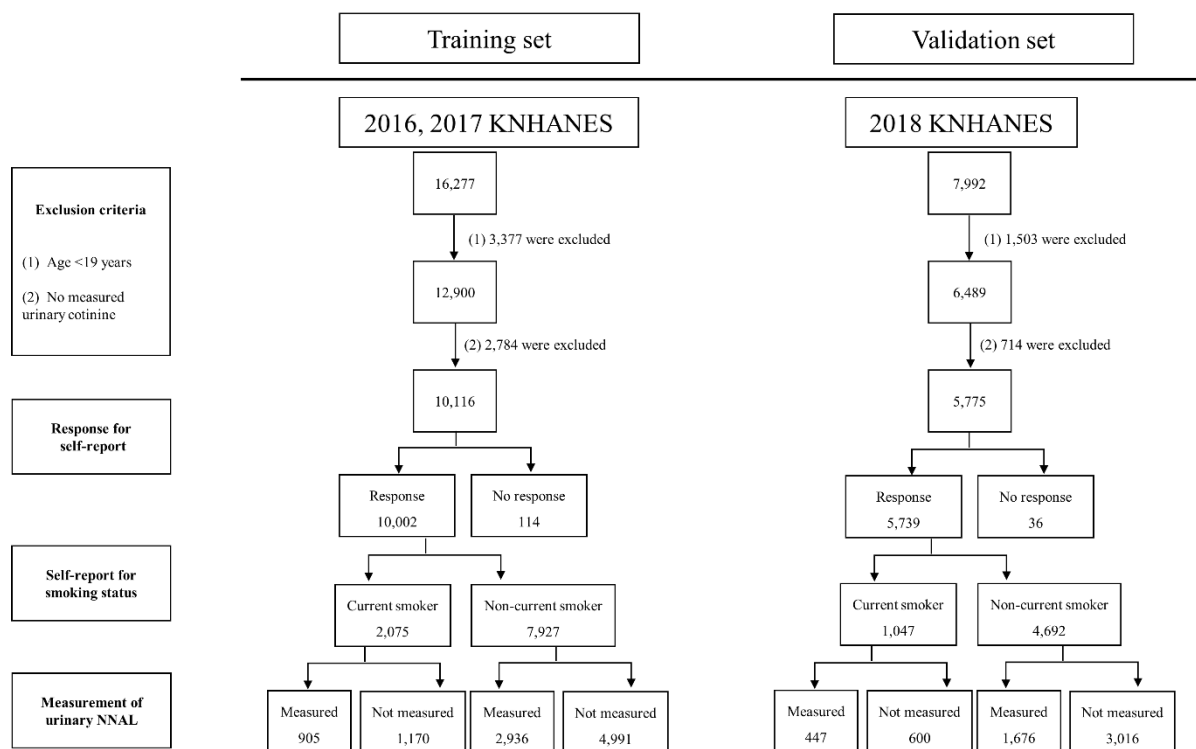 Training set
Validation set
2016, 2017 KNHANES
2018 KNHANES
Exclusion criteria
(1) Age <19 years
(2) No measured
urinary cotinine
16,277
7,992
(1) 3,377 were excluded
(1) 1,503 were excluded
12,900
6,489
(2) 2,784 were excluded
(2) 714 were excluded
10,116
5,775
Response for
self-report
Response
10,002
No response
114
Response
5,739
No response
36
Self-report for
smoking status
Current smoker
2,075
Non-current smoker
7,927
Current smoker
1,047
Non-current smoker
4,692
Measurement of
urinary NNAL
Measured
905
Not measured
1,170
Measured
2,936
Not measured
4,991
Measured
447
Not measured
600
Measured
1,676
Not measured
3,016